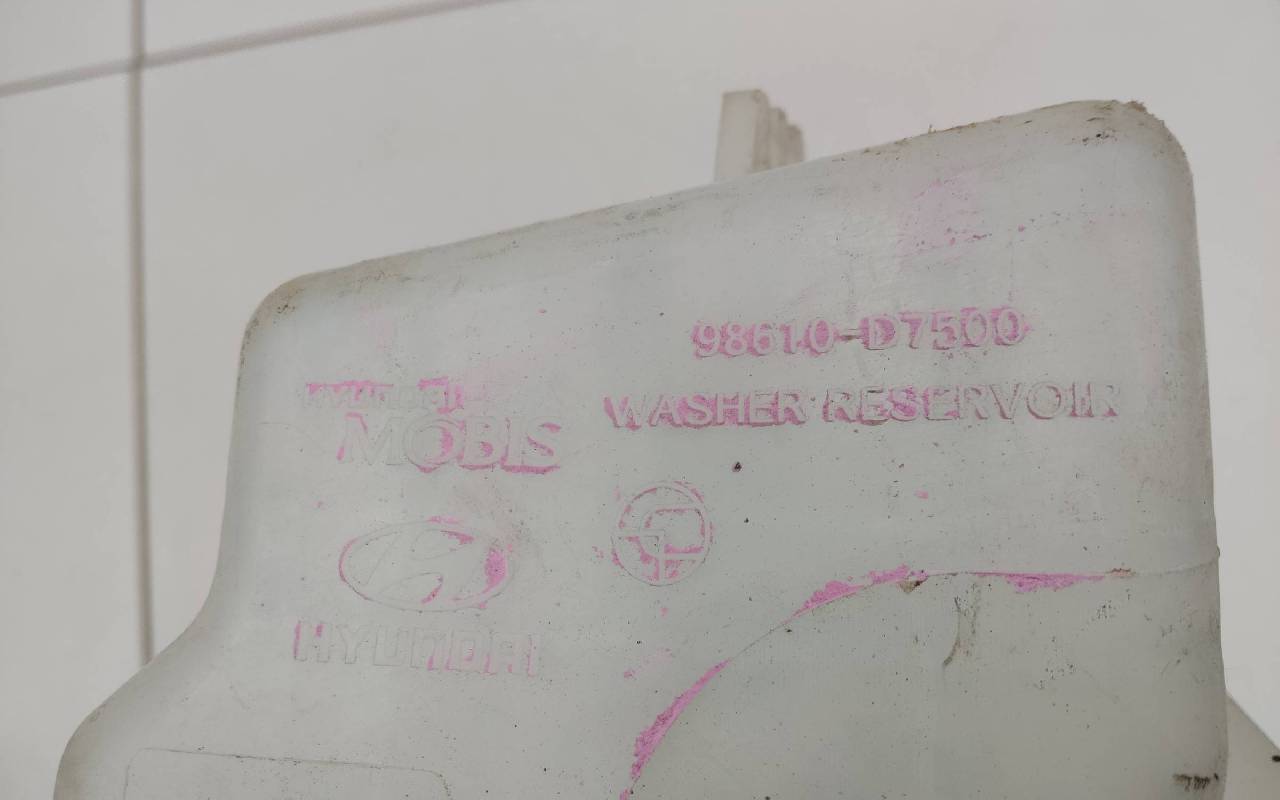 98610-D7500
WASHER RESERVOIR
HYUNDAI
MOBIS
HYUNDAI